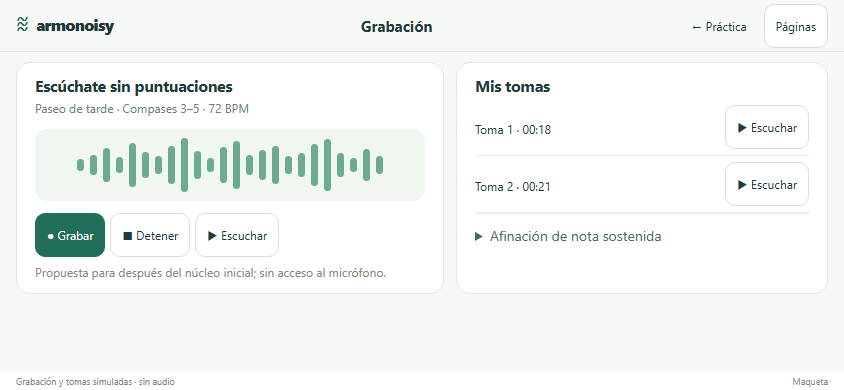 armonoisy
Grabación
← Práctica
Páginas
Escúchate sin puntuaciones
Paseo de tarde · Compases 3–5 · 72 BPM
● Grabar
■ Detener
▶ Escuchar
Propuesta para después del núcleo inicial; sin acceso al micrófono.
Mis tomas
Toma 1 · 00:18
▶ Escuchar
Toma 2 · 00:21
▶ Escuchar
▶ Afinación de nota sostenida
Grabación y tomas simuladas · sin audio
Maqueta